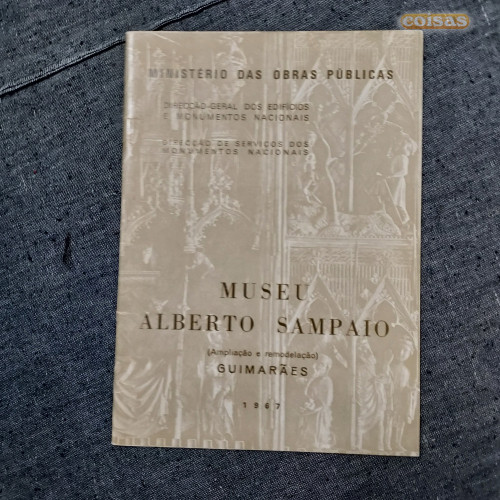 coisas
MINISTÉRIO DAS OBRAS PÚBLICAS
DIRECÇÃO-GERAL DOS EDIFÍCIOS
E MONUMENTOS NACIONAIS
DIRECÇÃO DE SERVIÇOS DOS
MONUMENTOS NACIONAIS
MUSEU
ALBERTO SAMPAIO
(Ampliação e remodelação)
GUIMARÃES
1967